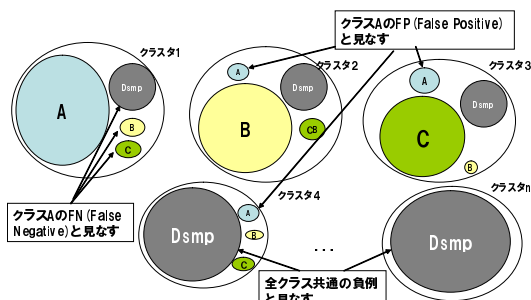 クラスAのFP(False Positive)
と見なす
クラスタ1
クラスタ2
クラスタ3
A
Dsmp
B
C
A
Dsmp
B
CB
A
Dsmp
C
B
クラスAのFN(False
Negative)と見なす
クラスタ4
Dsmp
A
B
C
...
クラスタn
Dsmp
全クラス共通の負例
と見なす